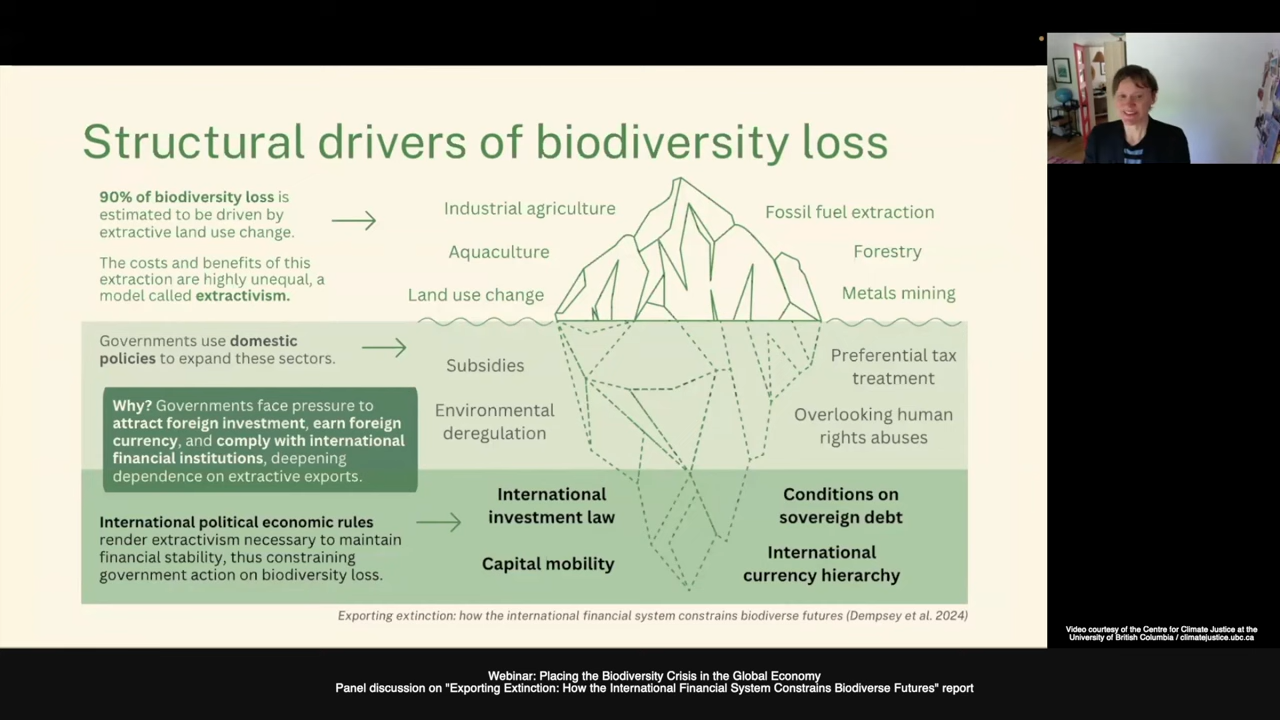 Structural drivers of biodiversity loss
90% of biodiversity loss is
estimated to be driven by
extractive land use change.
The costs and benefits of this
extraction are highly unequal, a
model called extractivism.
Industrial agriculture
Aquaculture
Land use change
Fossil fuel extraction
Forestry
Metals mining
Governments use domestic
policies to expand these sectors.
Why? Governments face pressure to
attract foreign investment, earn foreign
currency, and comply with international
financial institutions, deepening
dependence on extractive exports.
Subsidies
Environmental
deregulation
Preferential tax
treatment
Overlooking human
rights abuses
International political economic rules
render extractivism necessary to maintain
financial stability, thus constraining
government action on biodiversity loss.
International
investment law
Capital mobility
Conditions on
sovereign debt
International
currency hierarchy
Exporting extinction: how the international financial system constrains biodiverse futures (Dempsey et al. 2024)
Video courtesy of the Centre for Climate Justice at the
University of British Columbia / climatejustice.ubc.ca
Webinar: Placing the Biodiversity Crisis in the Global Economy
Panel discussion on "Exporting Extinction: How the International Financial System Constrains Biodiverse Futures" report